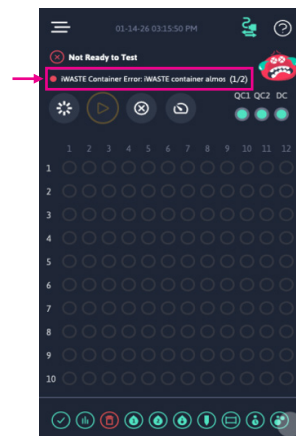 01-14-26 03:15:50 PM
Not Ready to Test
iWASTE Container Error: iWASTE container almos (1/2)
QC1 QC2 DC
1 2 3 4 5 6 7 8 9 10 11 12
1
2
3
4
5
6
7
8
9
10